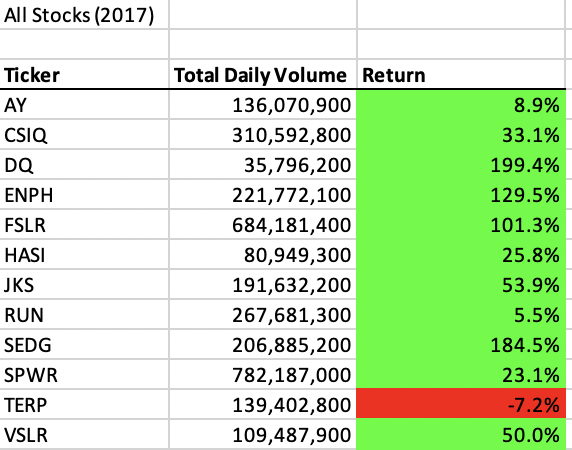 All Stocks (2017)
Ticker Total Daily Volume Return
AY 136,070,900 8.9%
CSIQ 310,592,800 33.1%
DQ 35,796,200 199.4%
ENPH 221,772,100 129.5%
FSLR 684,181,400 101.3%
HASI 80,949,300 25.8%
JKS 191,632,200 53.9%
RUN 267,681,300 5.5%
SEDG 206,885,200 184.5%
SPWR 782,187,000 23.1%
TERP 139,402,800 -7.2%
VSLR 109,487,900 50.0%